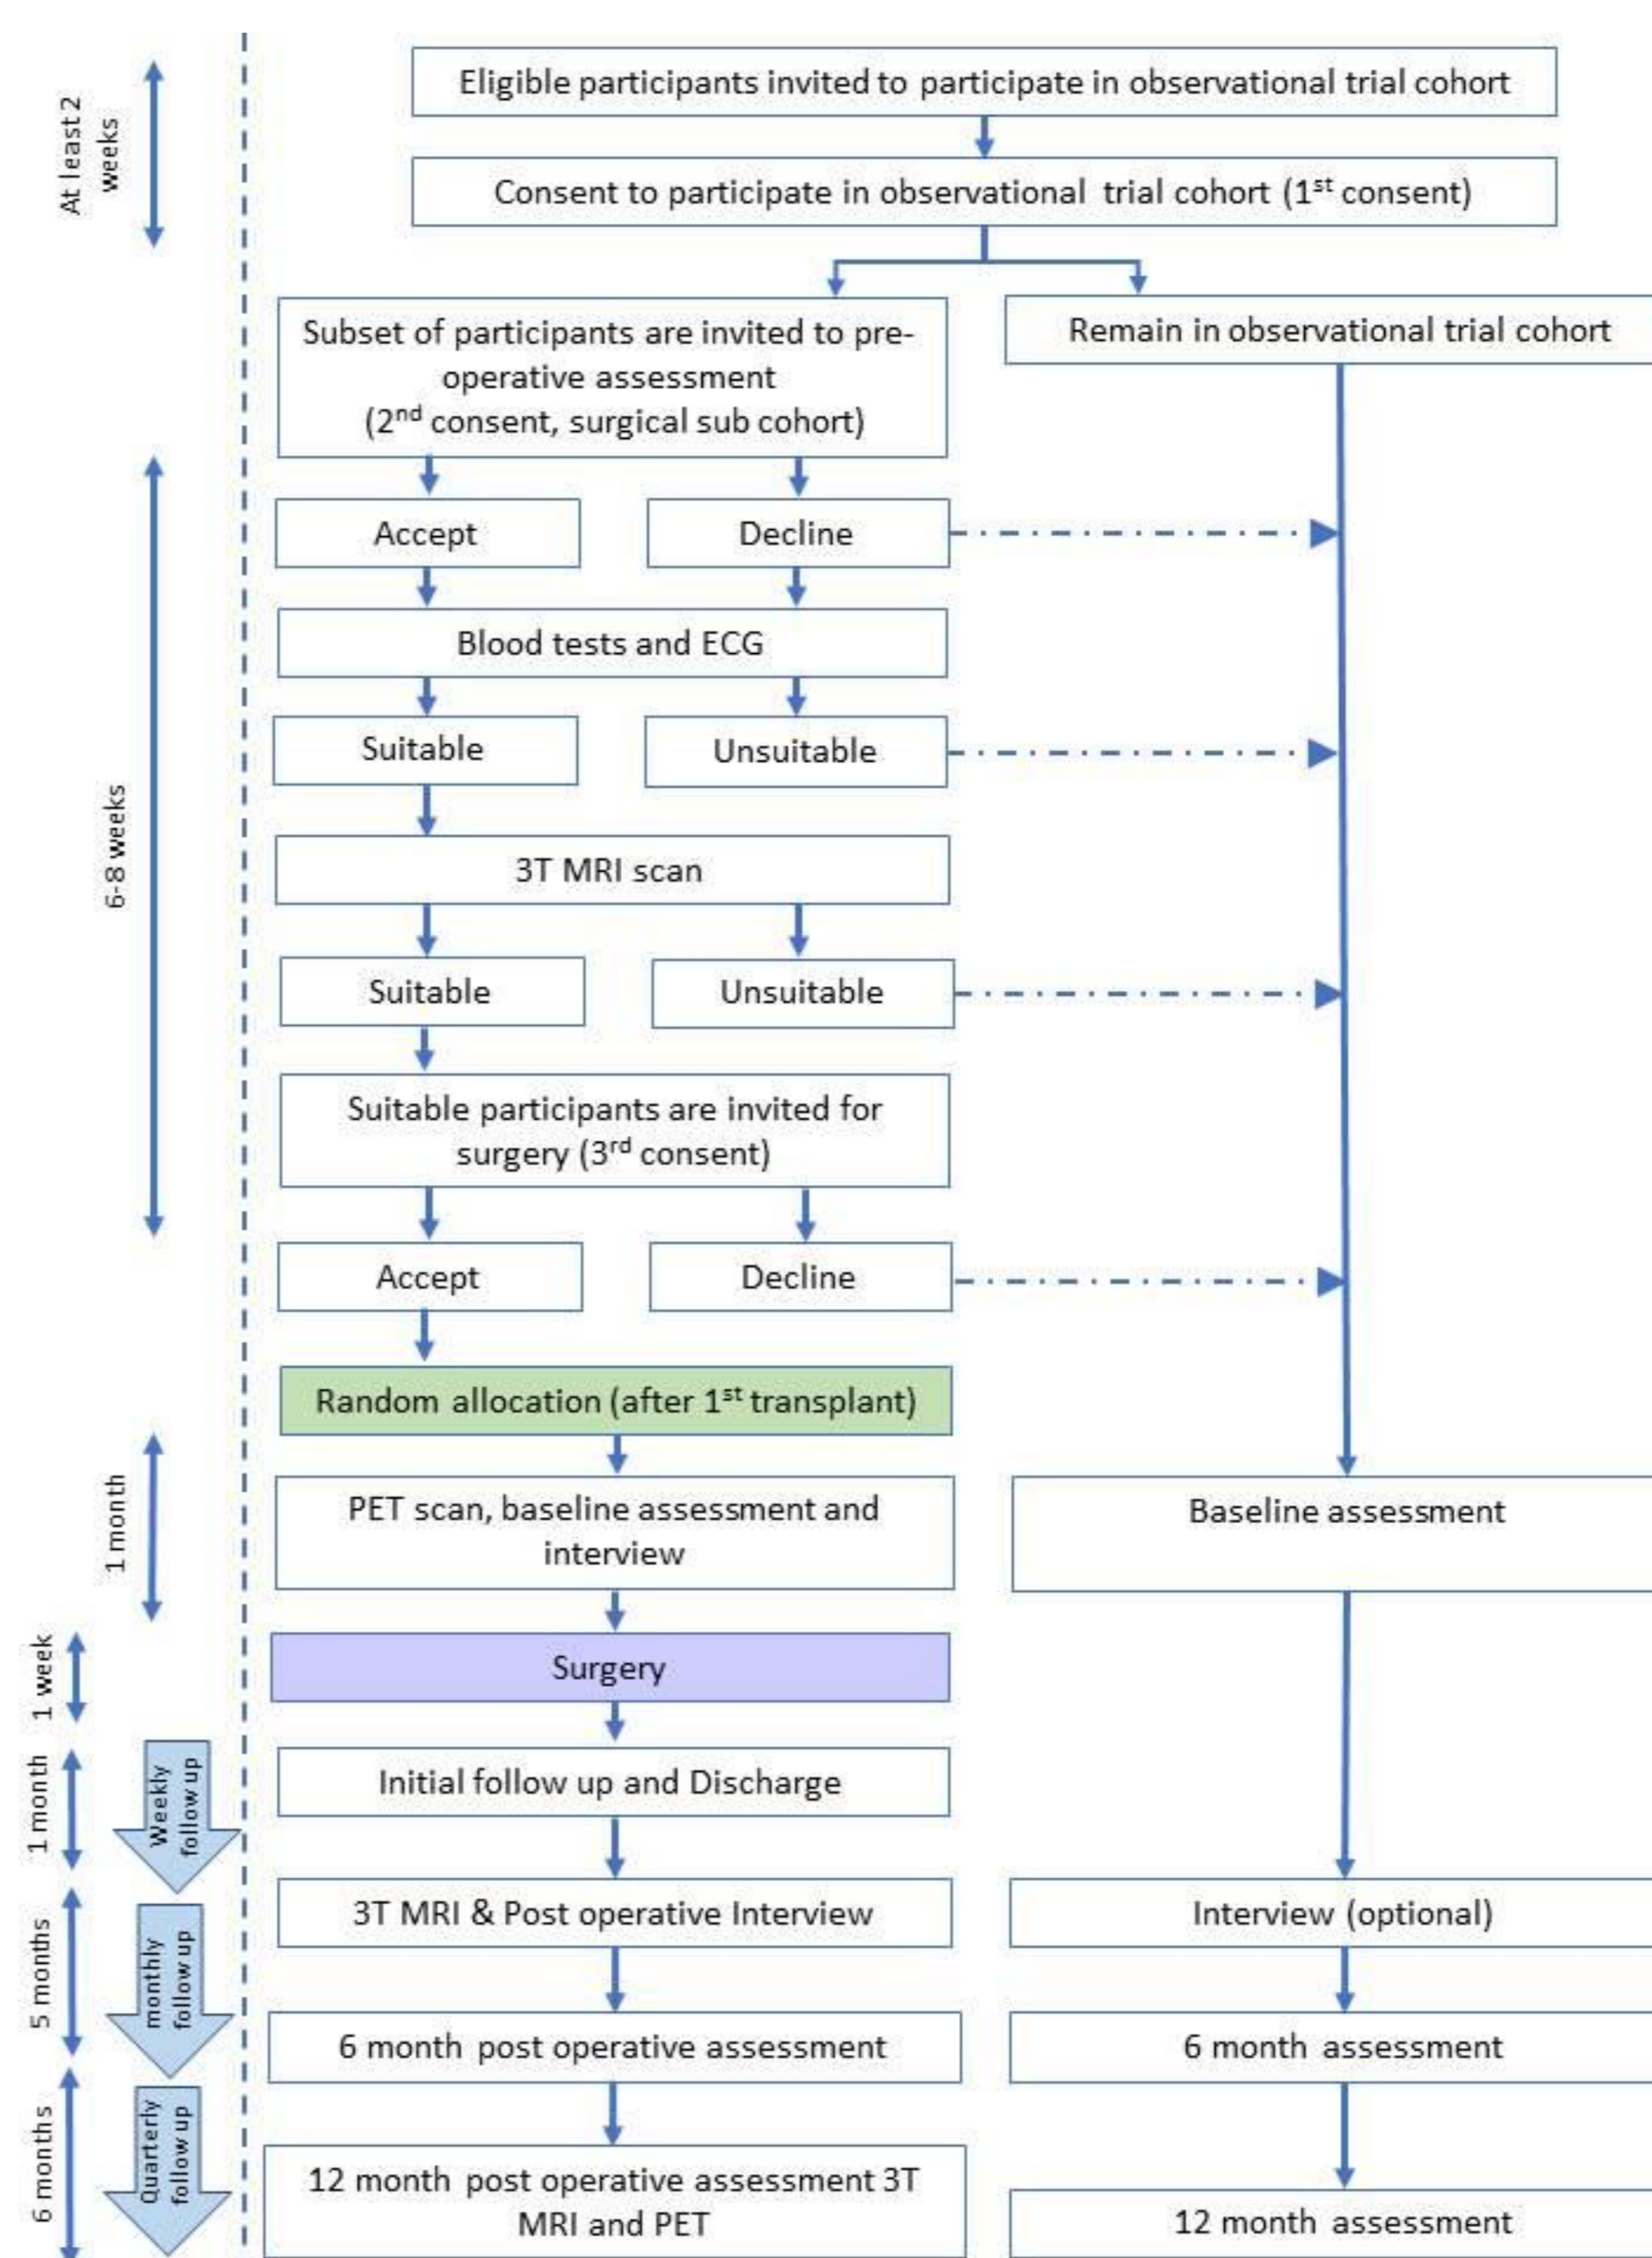 At least 2
weeks
Eligible participants invited to participate in observational trial cohort
Consent to participate in observational trial cohort (1st consent)
Subset of participants are invited to pre-
operative assessment
(2nd consent, surgical sub cohort)
Remain in observational trial cohort
6-8 weeks
Accept
Decline
Blood tests and ECG
Suitable
Unsuitable
3T MRI scan
Suitable
Unsuitable
Suitable participants are invited for
surgery (3rd consent)
Accept
Decline
Random allocation (after 1st transplant)
1 month
PET scan, baseline assessment and
interview
Baseline assessment
1 week
Surgery
1 month
Weekly
follow up
Initial follow up and Discharge
5 months
monthly
follow up
3T MRI & Post operative Interview
Interview (optional)
6 month post operative assessment
6 month assessment
6 months
Quarterly
follow up
12 month post operative assessment 3T
MRI and PET
12 month assessment